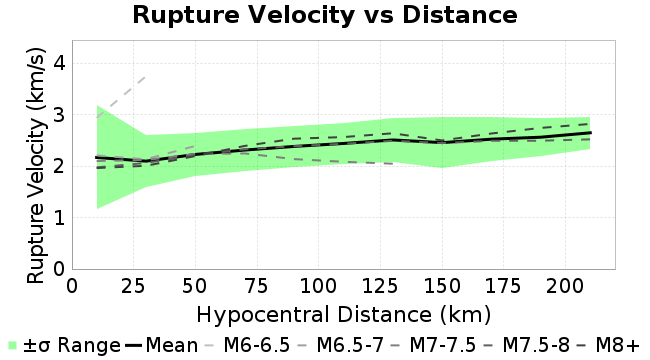 Rupture Velocity vs Distance
Rupture Velocity (km/s)
4
3
2
1
0
0 25 50 75 100 125 150 175 200
Hypocentral Distance (km)
±σ Range Mean M6-6.5 M6.5-7 M7-7.5 M7.5-8 M8+